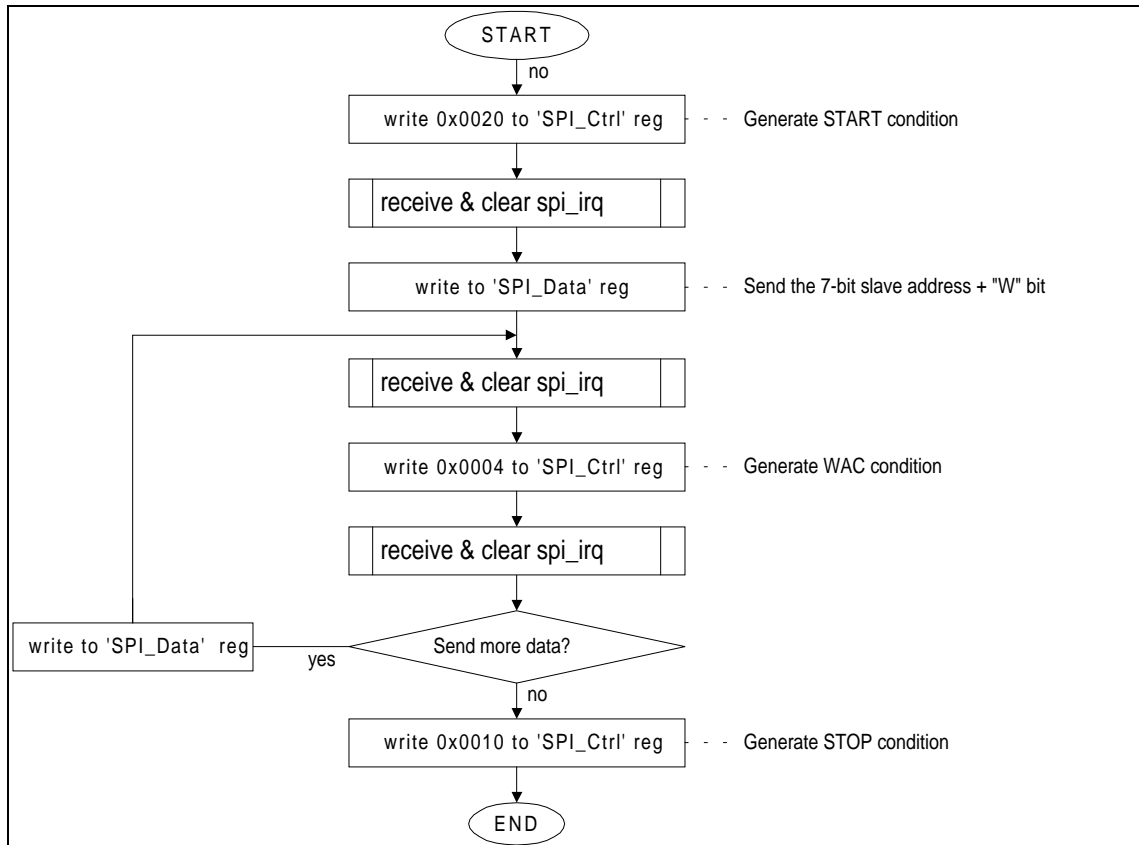 START
no
write 0x0020 to 'SPI_Ctrl' reg
Generate START condition
receive & clear spi_irq
write to 'SPI_Data' reg
Send the 7-bit slave address + "W" bit
receive & clear spi_irq
write 0x0004 to 'SPI_Ctrl' reg
Generate WAC condition
receive & clear spi_irq
Send more data?
yes
write to 'SPI_Data' reg
no
write 0x0010 to 'SPI_Ctrl' reg
Generate STOP condition
END